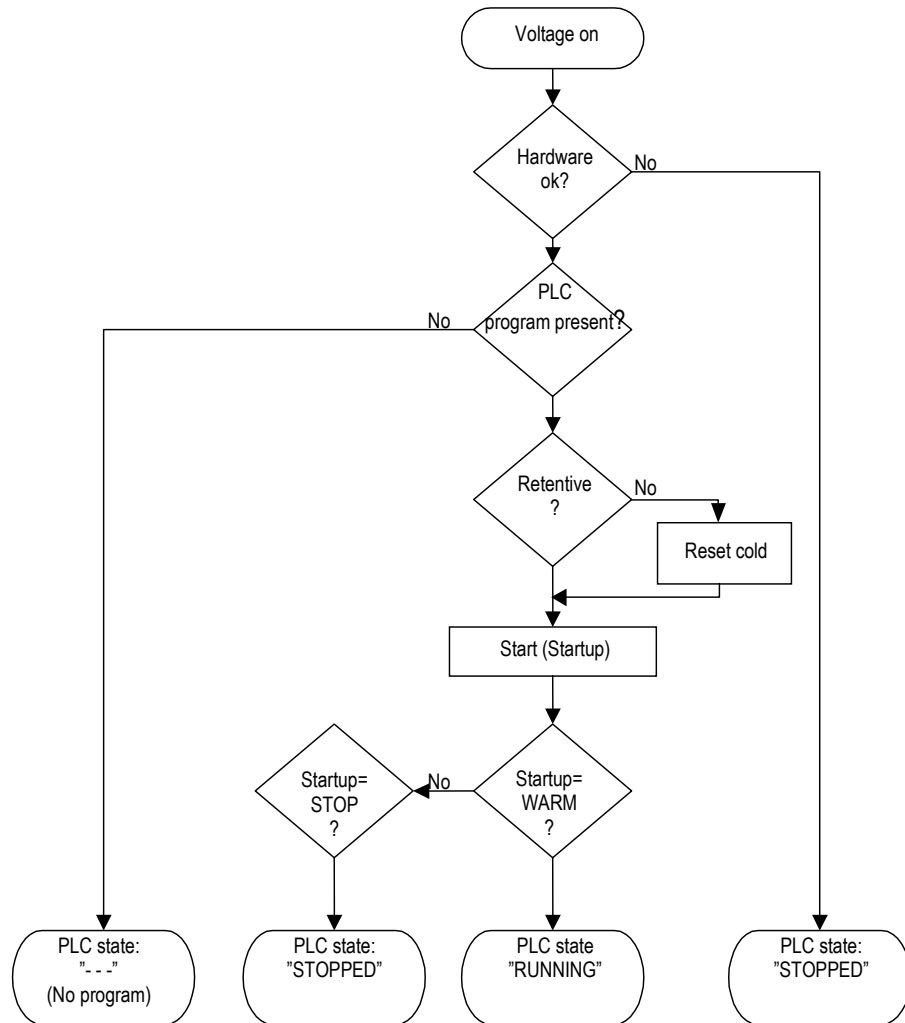 Voltage on
Hardware
ok?
No
PLC
program present?
No
Retentive
?
No
Reset cold
Start (Startup)
Startup=
STOP
?
No
Startup=
WARM
?
PLC state:
"- - -"
(No program)
PLC state:
"STOPPED"
PLC state
"RUNNING"
PLC state:
"STOPPED"